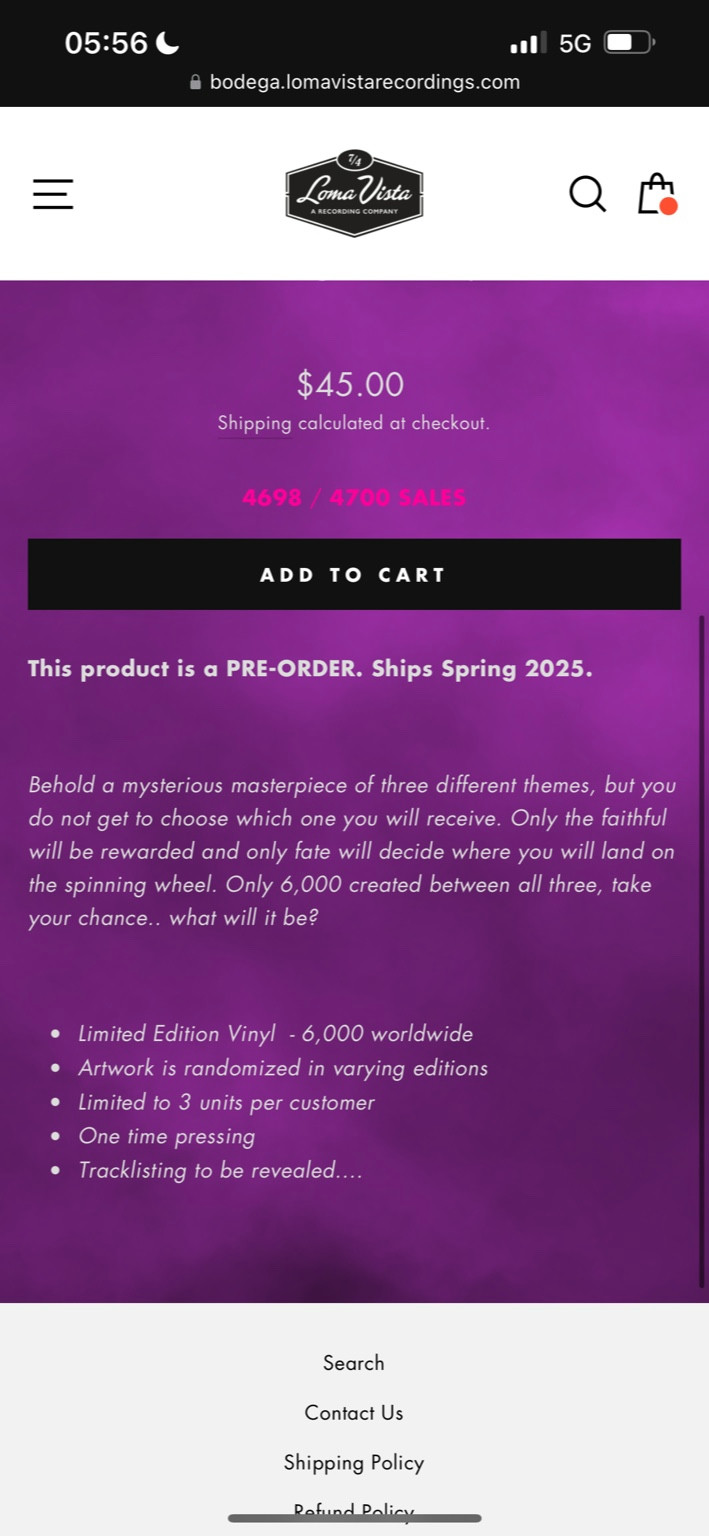 05:56
5G
bodega.lomavistarecordings.com
7/4
Loma Vista
A RECORDING COMPANY
$45.00
Shipping calculated at checkout.
4698 / 4700 SALES
ADD TO CART
This product is a PRE-ORDER. Ships Spring 2025.
Behold a mysterious masterpiece of three different themes, but you
do not get to choose which one you will receive. Only the faithful
will be rewarded and only fate will decide where you will land on
the spinning wheel. Only 6,000 created between all three, take
your chance.. what will it be?
• Limited Edition Vinyl  - 6,000 worldwide
• Artwork is randomized in varying editions
• Limited to 3 units per customer
• One time pressing
• Tracklisting to be revealed....
Search
Contact Us
Shipping Policy
Refund Policy